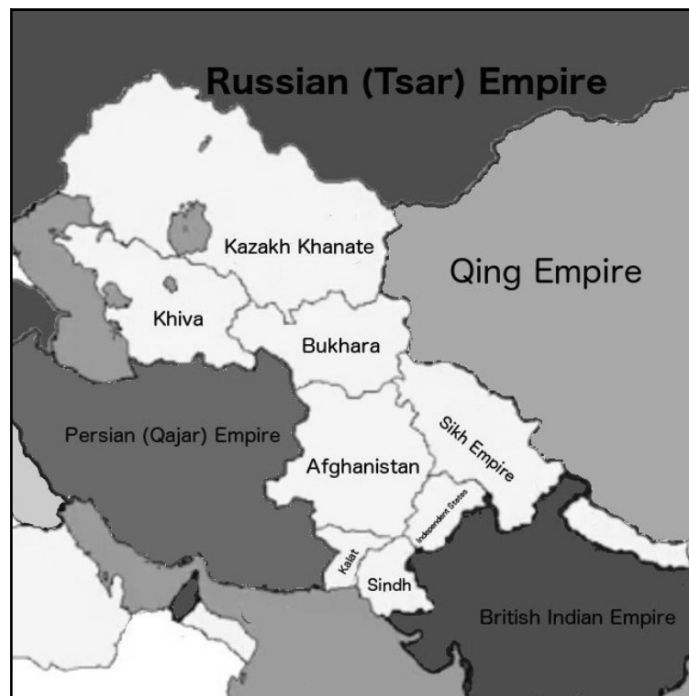 Russian (Tsar) Empire
Kazakh Khanate
Qing Empire
Khiva
Bukhara
Persian (Qajar) Empire
Sikh Empire
Afghanistan
Independent States
Kalat
Sindh
British Indian Empire